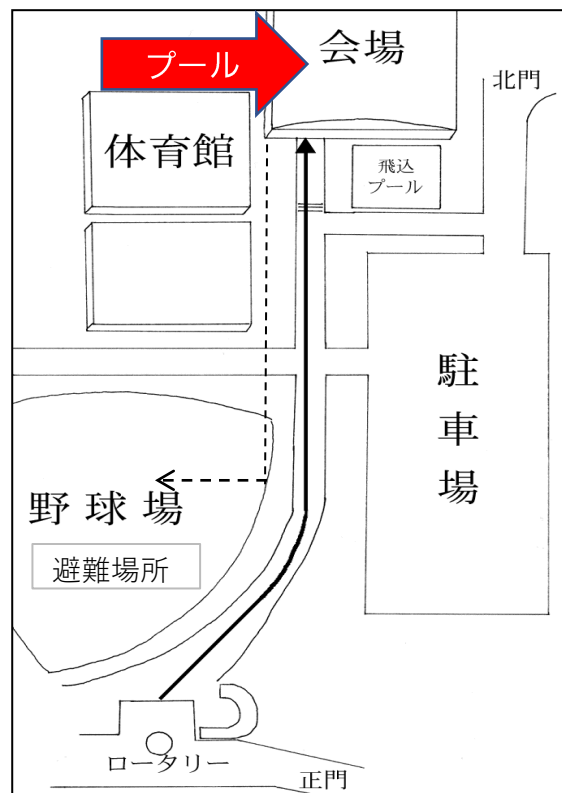 プール
会場
北門
体育館
飛込
プール
駐車場
野球場
避難場所
ロータリー
正門